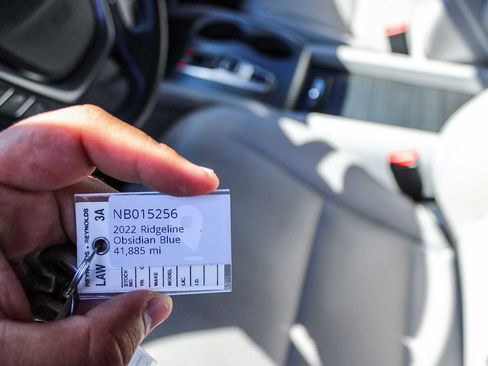 NB015256
2022 Ridgeline
Obsidian Blue
41,885 mi
REYNOLDS + REYNOLDS
LAW 3A
STOCK NO.
YR.
MAKE
MODEL
LIC.
I.D.